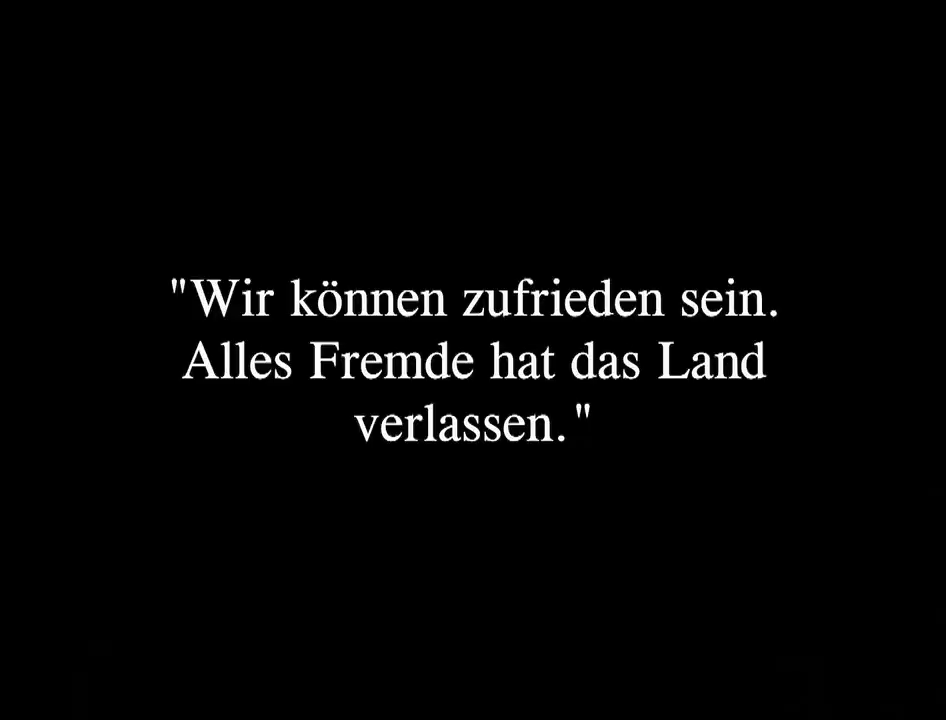 "Wir können zufrieden sein.
Alles Fremde hat das Land
verlassen."